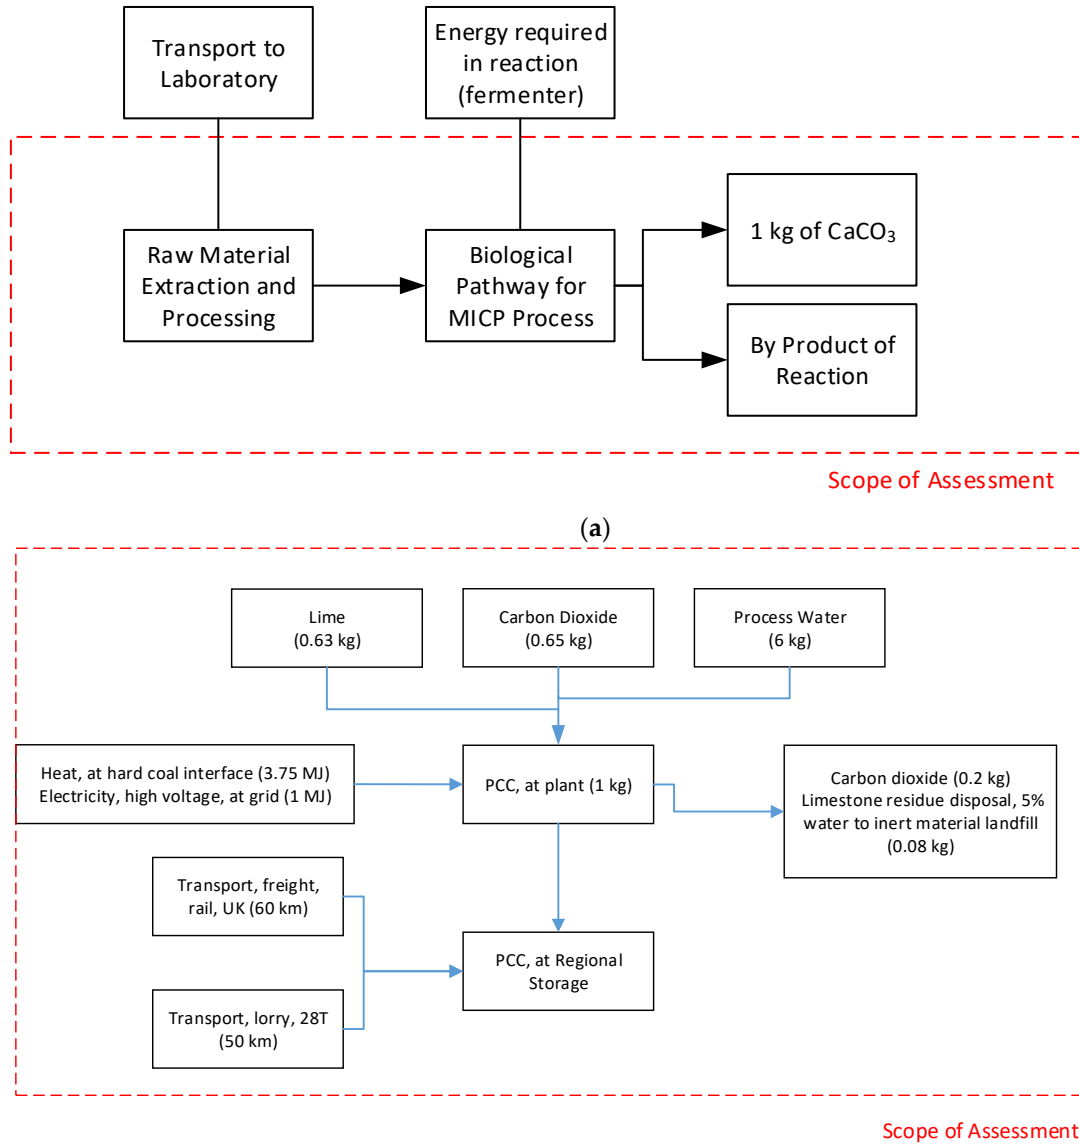 Transport to
Laboratory
Energy required
in reaction
(fermenter)
Raw Material
Extraction and
Processing
Biological
Pathway for
MICP Process
1 kg of CaCO₃
By Product of
Reaction
Scope of Assessment
(a)
Lime
(0.63 kg)
Carbon Dioxide
(0.65 kg)
Process Water
(6 kg)
Heat, at hard coal interface (3.75 MJ)
Electricity, high voltage, at grid (1 MJ)
PCC, at plant (1 kg)
Carbon dioxide (0.2 kg)
Limestone residue disposal, 5%
water to inert material landfill
(0.08 kg)
Transport, freight,
rail, UK (60 km)
PCC, at Regional
Storage
Transport, lorry, 28T
(50 km)
Scope of Assessment